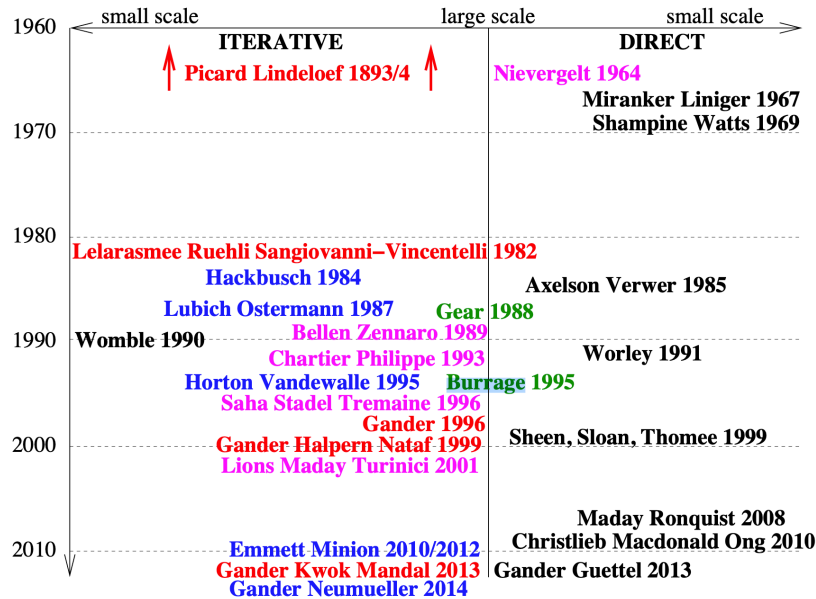 1960
small scale large scale small scale
ITERATIVE DIRECT
Picard Lindeloef 1893/4 Nievergelt 1964
Miranker Liniger 1967
Shampine Watts 1969
1970
1980
Lelarasmee Ruehli Sangiovanni−Vincentelli 1982
Hackbusch 1984
Axelson Verwer 1985
Lubich Ostermann 1987
Gear 1988
Bellen Zennaro 1989
1990
Womble 1990
Worley 1991
Chartier Philippe 1993
Horton Vandewalle 1995 Burrage 1995
Saha Stadel Tremaine 1996
Gander 1996
Sheen, Sloan, Thomee 1999
2000
Gander Halpern Nataf 1999
Lions Maday Turinici 2001
Maday Ronquist 2008
Christlieb Macdonald Ong 2010
2010
Emmett Minion 2010/2012
Gander Kwok Mandal 2013 Gander Guettel 2013
Gander Neumueller 2014